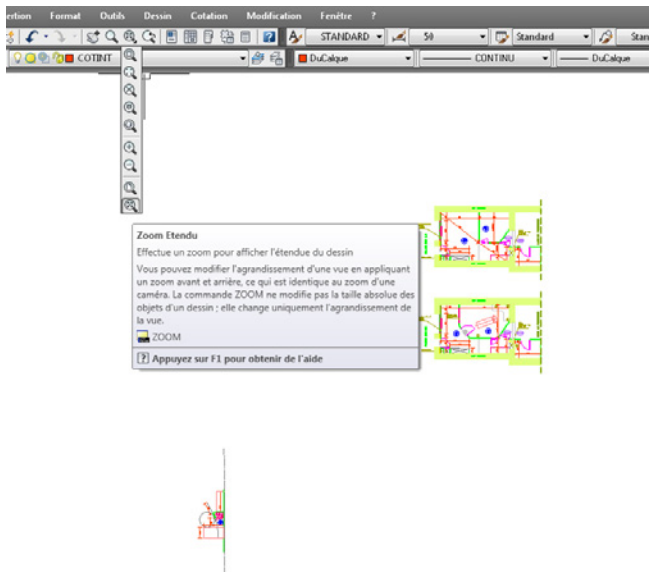 ertion Format Outils Dessin Cotation Modification Fenêtre ?
STANDARD 50 Standard Stan
COTINT DuCalque CONTINU DuCalque
Zoom Etendu
Effectue un zoom pour afficher l'étendue du dessin
Vous pouvez modifier l'agrandissement d'une vue en appliquant
un zoom avant et arrière, ce qui est identique au zoom d'une
caméra. La commande ZOOM ne modifie pas la taille absolue des
objets d'un dessin ; elle change uniquement l'agrandissement de
la vue.
ZOOM
Appuyez sur F1 pour obtenir de l'aide